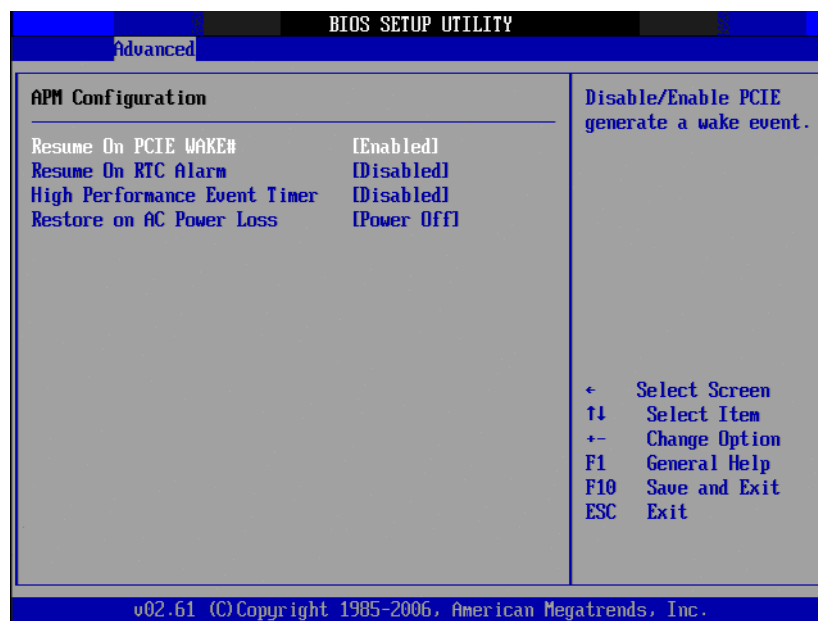 BIOS SETUP UTILITY
Advanced
APM Configuration
Resume On PCIE WAKE# [Enabled]
Resume On RTC Alarm [Disabled]
High Performance Event Timer [Disabled]
Restore on AC Power Loss [Power Off]
Disable/Enable PCIE
generate a wake event.
← Select Screen
↑↓ Select Item
+- Change Option
F1 General Help
F10 Save and Exit
ESC Exit
v02.61 (C)Copyright 1985-2006, American Megatrends, Inc.